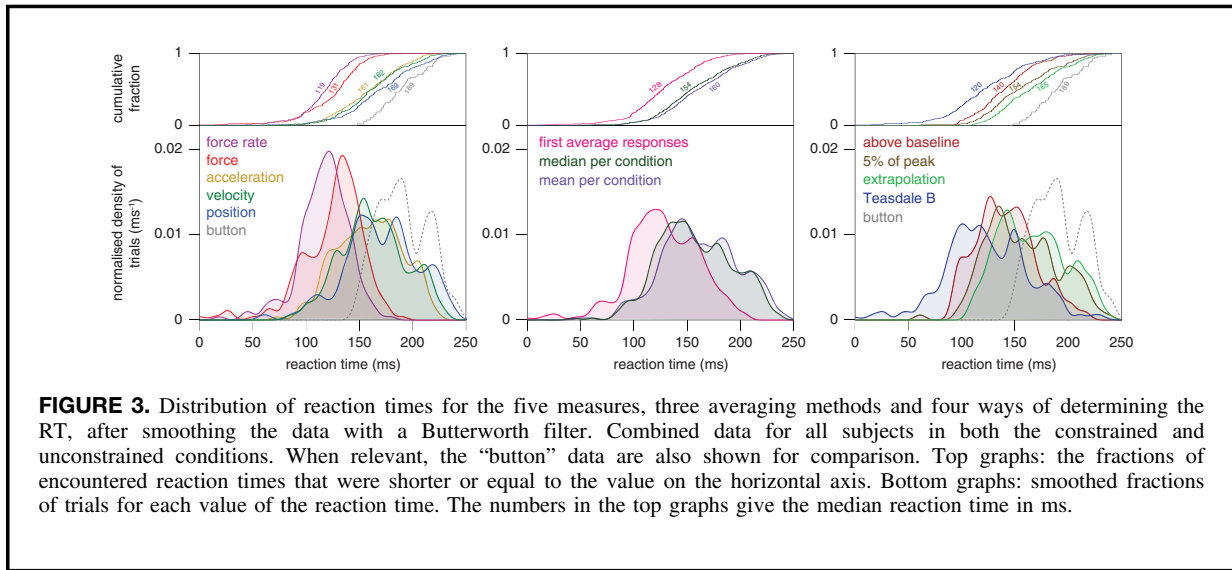 cumulative
fraction
1
0
119
131
161
162
169
189
1
0
128
154
160
1
0
120
140
154
165
189
normalised density of
trials (ms-1)
0.02
0.01
0
force rate
force
acceleration
velocity
position
button
0 50 100 150 200 250
reaction time (ms)
0.02
0.01
0
first average responses
median per condition
mean per condition
0 50 100 150 200 250
reaction time (ms)
0.02
0.01
0
above baseline
5% of peak
extrapolation
Teasdale B
button
0 50 100 150 200 250
reaction time (ms)
FIGURE 3. Distribution of reaction times for the five measures, three averaging methods and four ways of determining the
RT, after smoothing the data with a Butterworth filter. Combined data for all subjects in both the constrained and
unconstrained conditions. When relevant, the “button” data are also shown for comparison. Top graphs: the fractions of
encountered reaction times that were shorter or equal to the value on the horizontal axis. Bottom graphs: smoothed fractions
of trials for each value of the reaction time. The numbers in the top graphs give the median reaction time in ms.